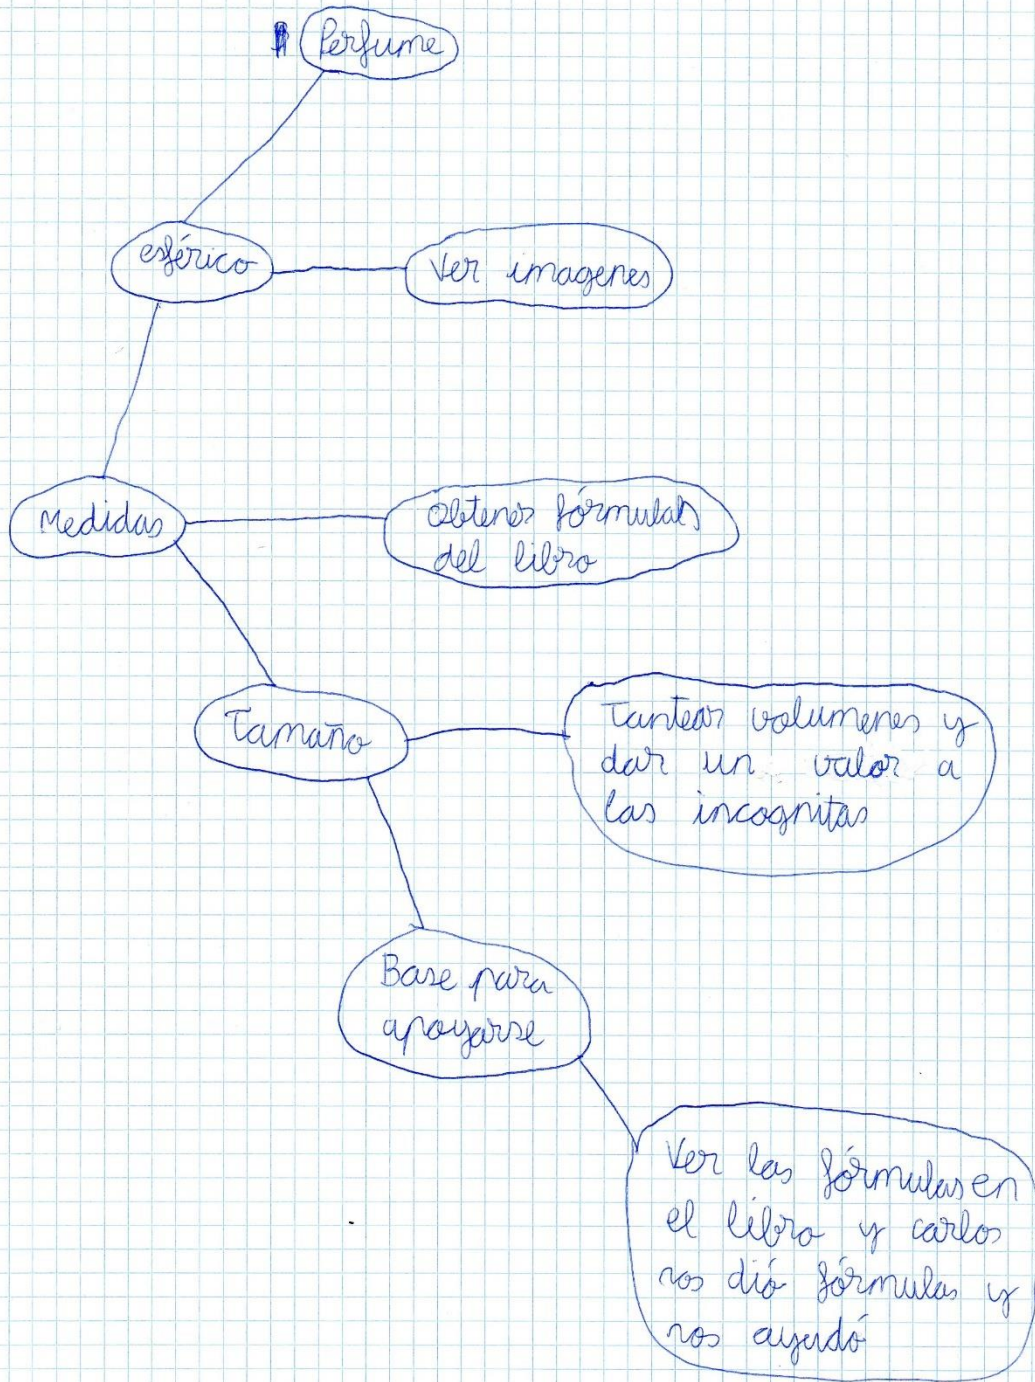 Perfume
esférico
Ver imagenes
Medidas
Obtener fórmulas
del libro
Tamaño
Tantear volumenes y
dar un valor a
las incognitas
Base para
apoyarse
Ver las fórmulas en
el libro y carlos
nos dió fórmulas y
nos ayudó